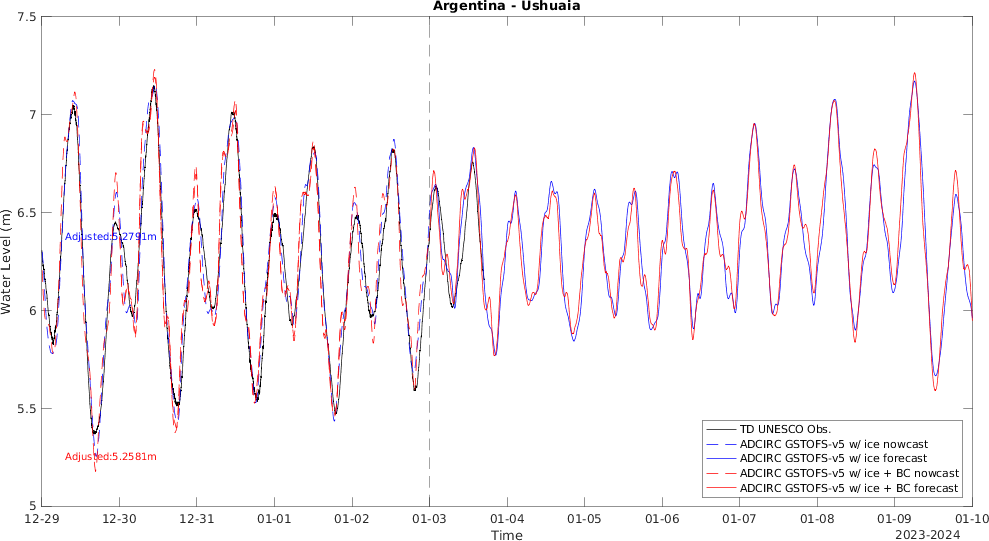 Argentina - Ushuaia
7.5
7
6.5
6
5.5
5
Water Level (m)
Adjusted:5.2791m
Adjusted:5.2581m
TD UNESCO Obs.
ADCIRC GSTOFS-v5 w/ ice nowcast
ADCIRC GSTOFS-v5 w/ ice forecast
ADCIRC GSTOFS-v5 w/ ice + BC nowcast
ADCIRC GSTOFS-v5 w/ ice + BC forecast
12-29 12-30 12-31 01-01 01-02 01-03 01-04 01-05 01-06 01-07 01-08 01-09 01-10
Time
2023-2024